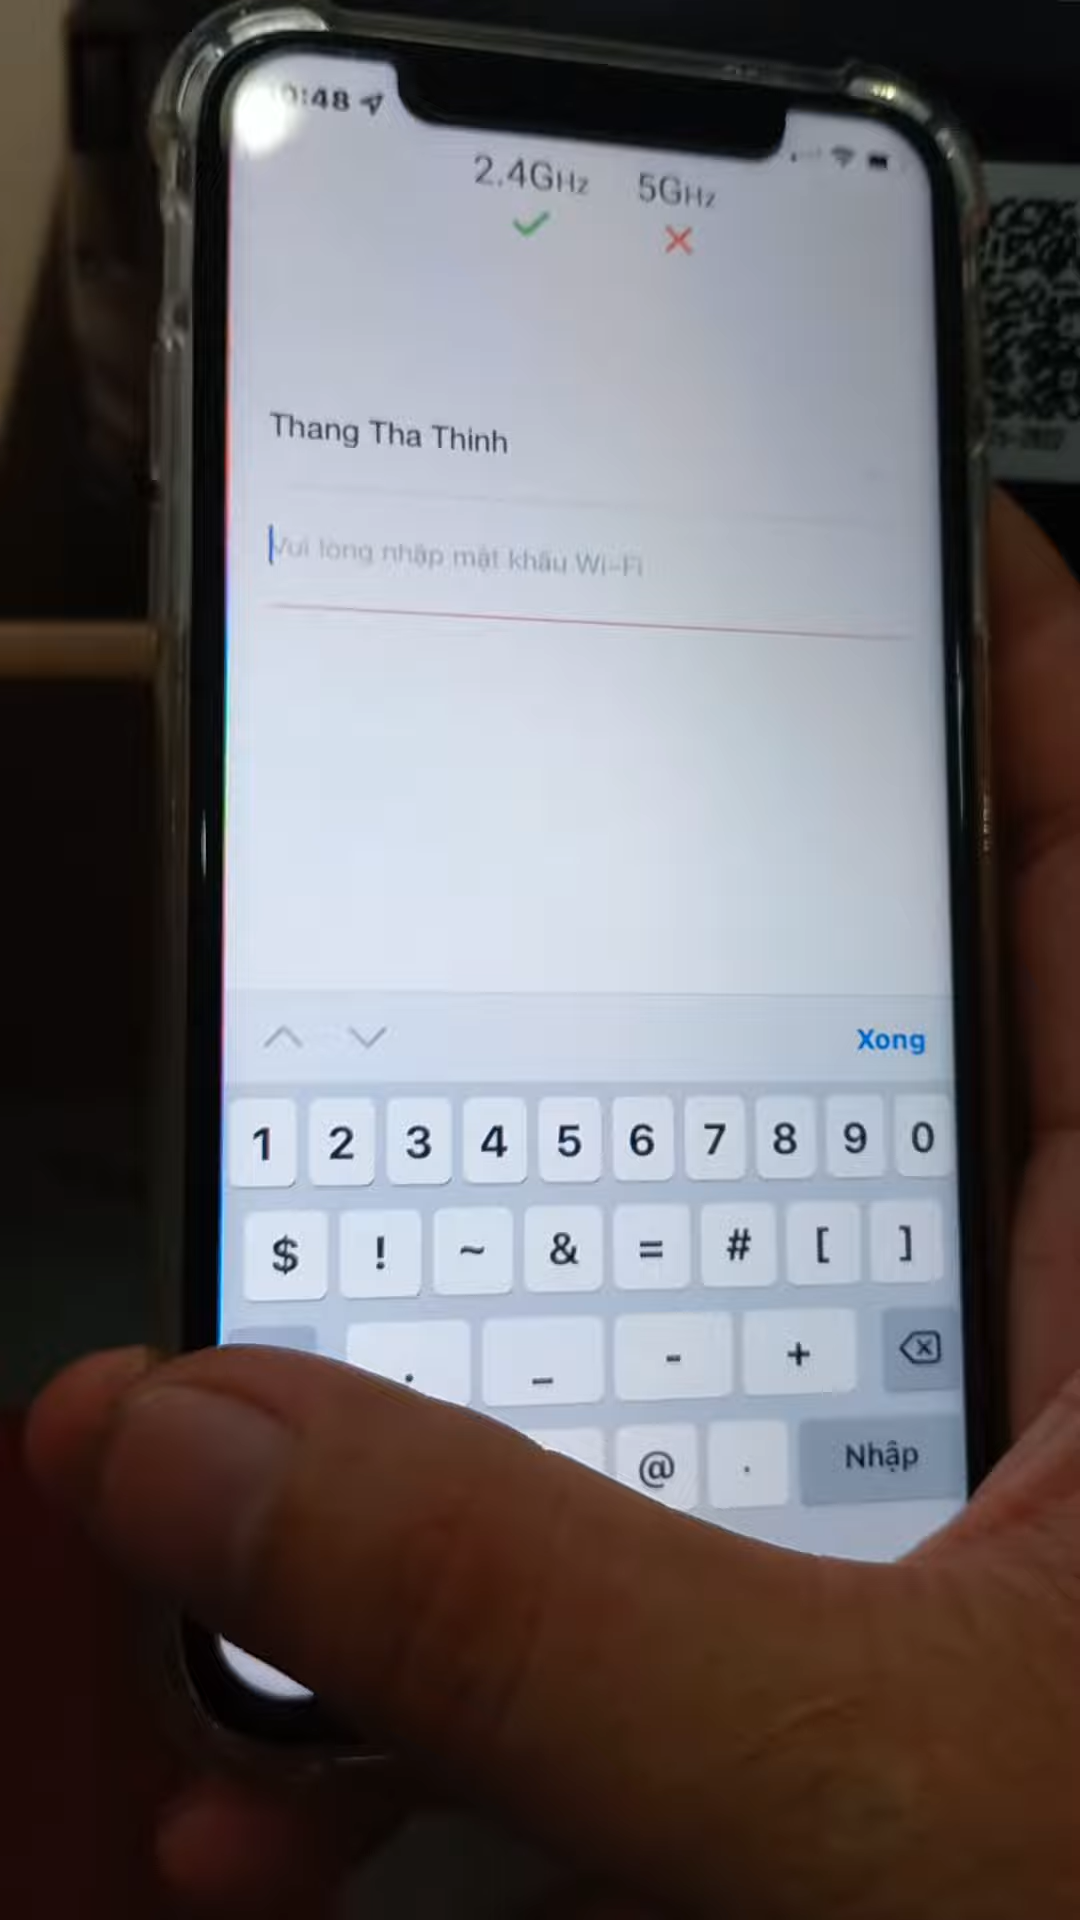 :48
2.4GHz 5GHz
Thang Tha Thinh
Vui lòng nhập mật khẩu Wi-Fi
Xong
1 2 3 4 5 6 7 8 9 0
$ ! ~ & = # [ ]
_ - +
@ .
Nhập